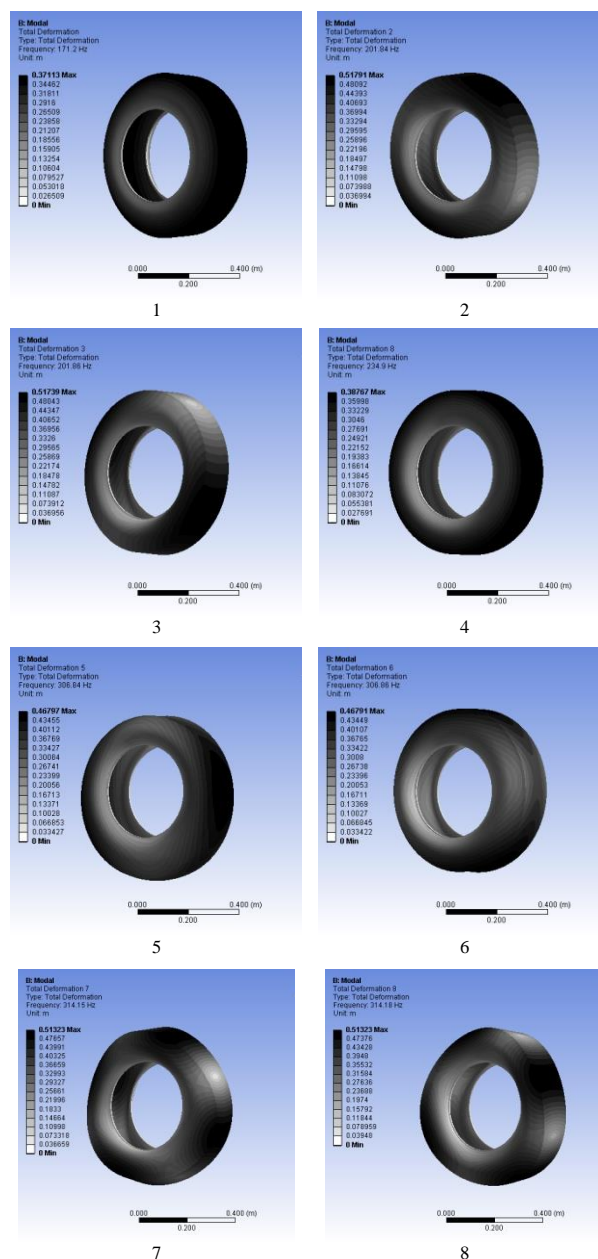 B: Modal
Total Deformation
Type: Total Deformation
Frequency: 171.2 Hz
Unit: m
0.37113 Max
0.34462
0.31811
0.2916
0.26509
0.23858
0.21207
0.18556
0.15905
0.13254
0.10604
0.079527
0.053018
0.026509
0 Min
0.000
0.400 (m)
0.200
1
B: Modal
Total Deformation 2
Type: Total Deformation
Frequency: 201.84 Hz
Unit: m
0.51791 Max
0.48092
0.44393
0.40693
0.36994
0.33294
0.29595
0.25896
0.22196
0.18497
0.14798
0.11098
0.073988
0.036994
0 Min
0.000
0.400 (m)
0.200
2
B: Modal
Total Deformation 3
Type: Total Deformation
Frequency: 201.86 Hz
Unit: m
0.51739 Max
0.48043
0.44347
0.40652
0.36956
0.3326
0.29565
0.25869
0.22174
0.18478
0.14782
0.11087
0.073912
0.036956
0 Min
0.000
0.400 (m)
0.200
3
B: Modal
Total Deformation 8
Type: Total Deformation
Frequency: 234.9 Hz
Unit: m
0.38767 Max
0.35998
0.33229
0.3046
0.27691
0.24921
0.22152
0.19383
0.16614
0.13845
0.11076
0.083072
0.055381
0.027691
0 Min
0.000
0.400 (m)
0.200
4
B: Modal
Total Deformation 5
Type: Total Deformation
Frequency: 306.84 Hz
Unit: m
0.46797 Max
0.43455
0.40112
0.36769
0.33427
0.30084
0.26741
0.23399
0.20056
0.16713
0.13371
0.10028
0.066853
0.033427
0 Min
0.000
0.400 (m)
0.200
5
B: Modal
Total Deformation 6
Type: Total Deformation
Frequency: 306.86 Hz
Unit: m
0.46791 Max
0.43449
0.40107
0.36765
0.33422
0.3008
0.26738
0.23396
0.20053
0.16711
0.13369
0.10027
0.066845
0.033422
0 Min
0.000
0.400 (m)
0.200
6
B: Modal
Total Deformation 7
Type: Total Deformation
Frequency: 314.15 Hz
Unit: m
0.51323 Max
0.47657
0.43991
0.40325
0.36659
0.32993
0.29327
0.25661
0.21996
0.1833
0.14664
0.10998
0.073318
0.036659
0 Min
0.000
0.400 (m)
0.200
7
B: Modal
Total Deformation 8
Type: Total Deformation
Frequency: 314.18 Hz
Unit: m
0.51323 Max
0.47376
0.43428
0.3948
0.35532
0.31584
0.27636
0.23688
0.1974
0.15792
0.11844
0.078959
0.03948
0 Min
0.000
0.400 (m)
0.200
8